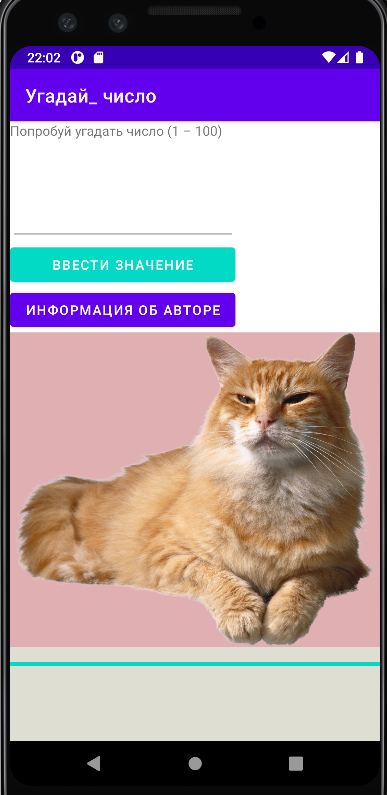 22:02
Угадай_ число
Попробуй угадать число (1 – 100)
ВВЕСТИ ЗНАЧЕНИЕ
ИНФОРМАЦИЯ ОБ АВТОРЕ